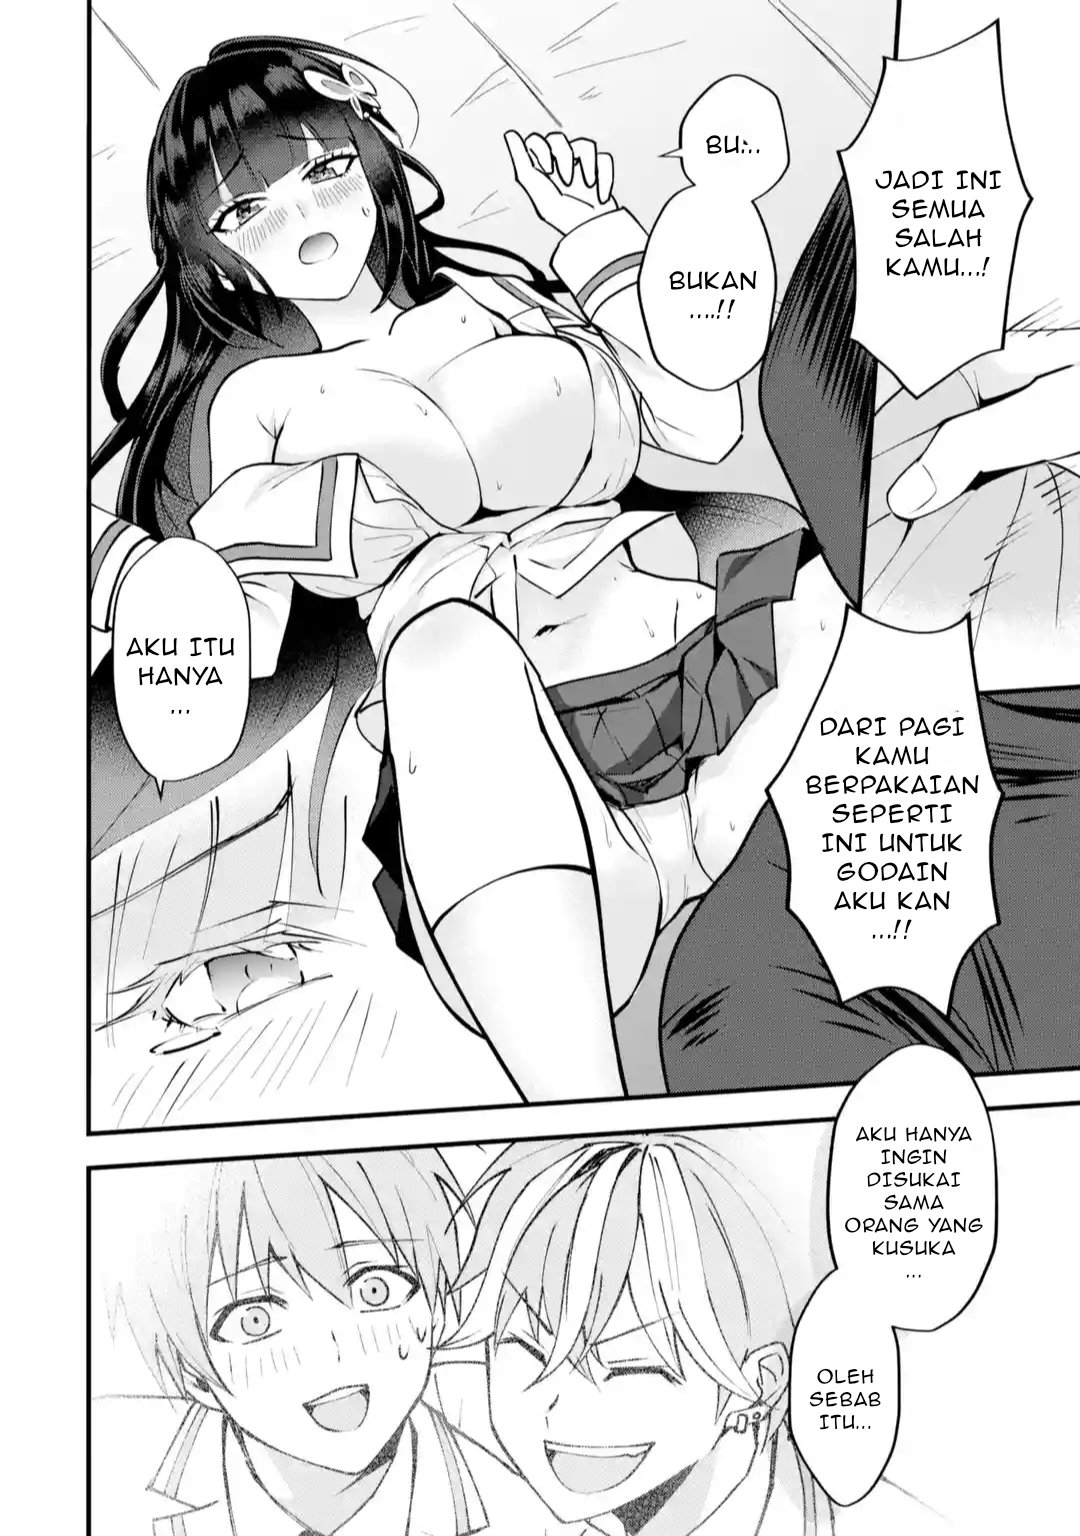 JADI INI
SEMUA
SALAH
KAMU...!
BU...
BUKAN
....!!
DARI PAGI
KAMU
BERPAKAIAN
SEPERTI
INI UNTUK
GODAIN
AKU KAN
...!!
AKU ITU
HANYA
...
AKU HANYA
INGIN
DISUKAI
SAMA
ORANG YANG
KUSUKA
...
OLEH
SEBAB
ITU...